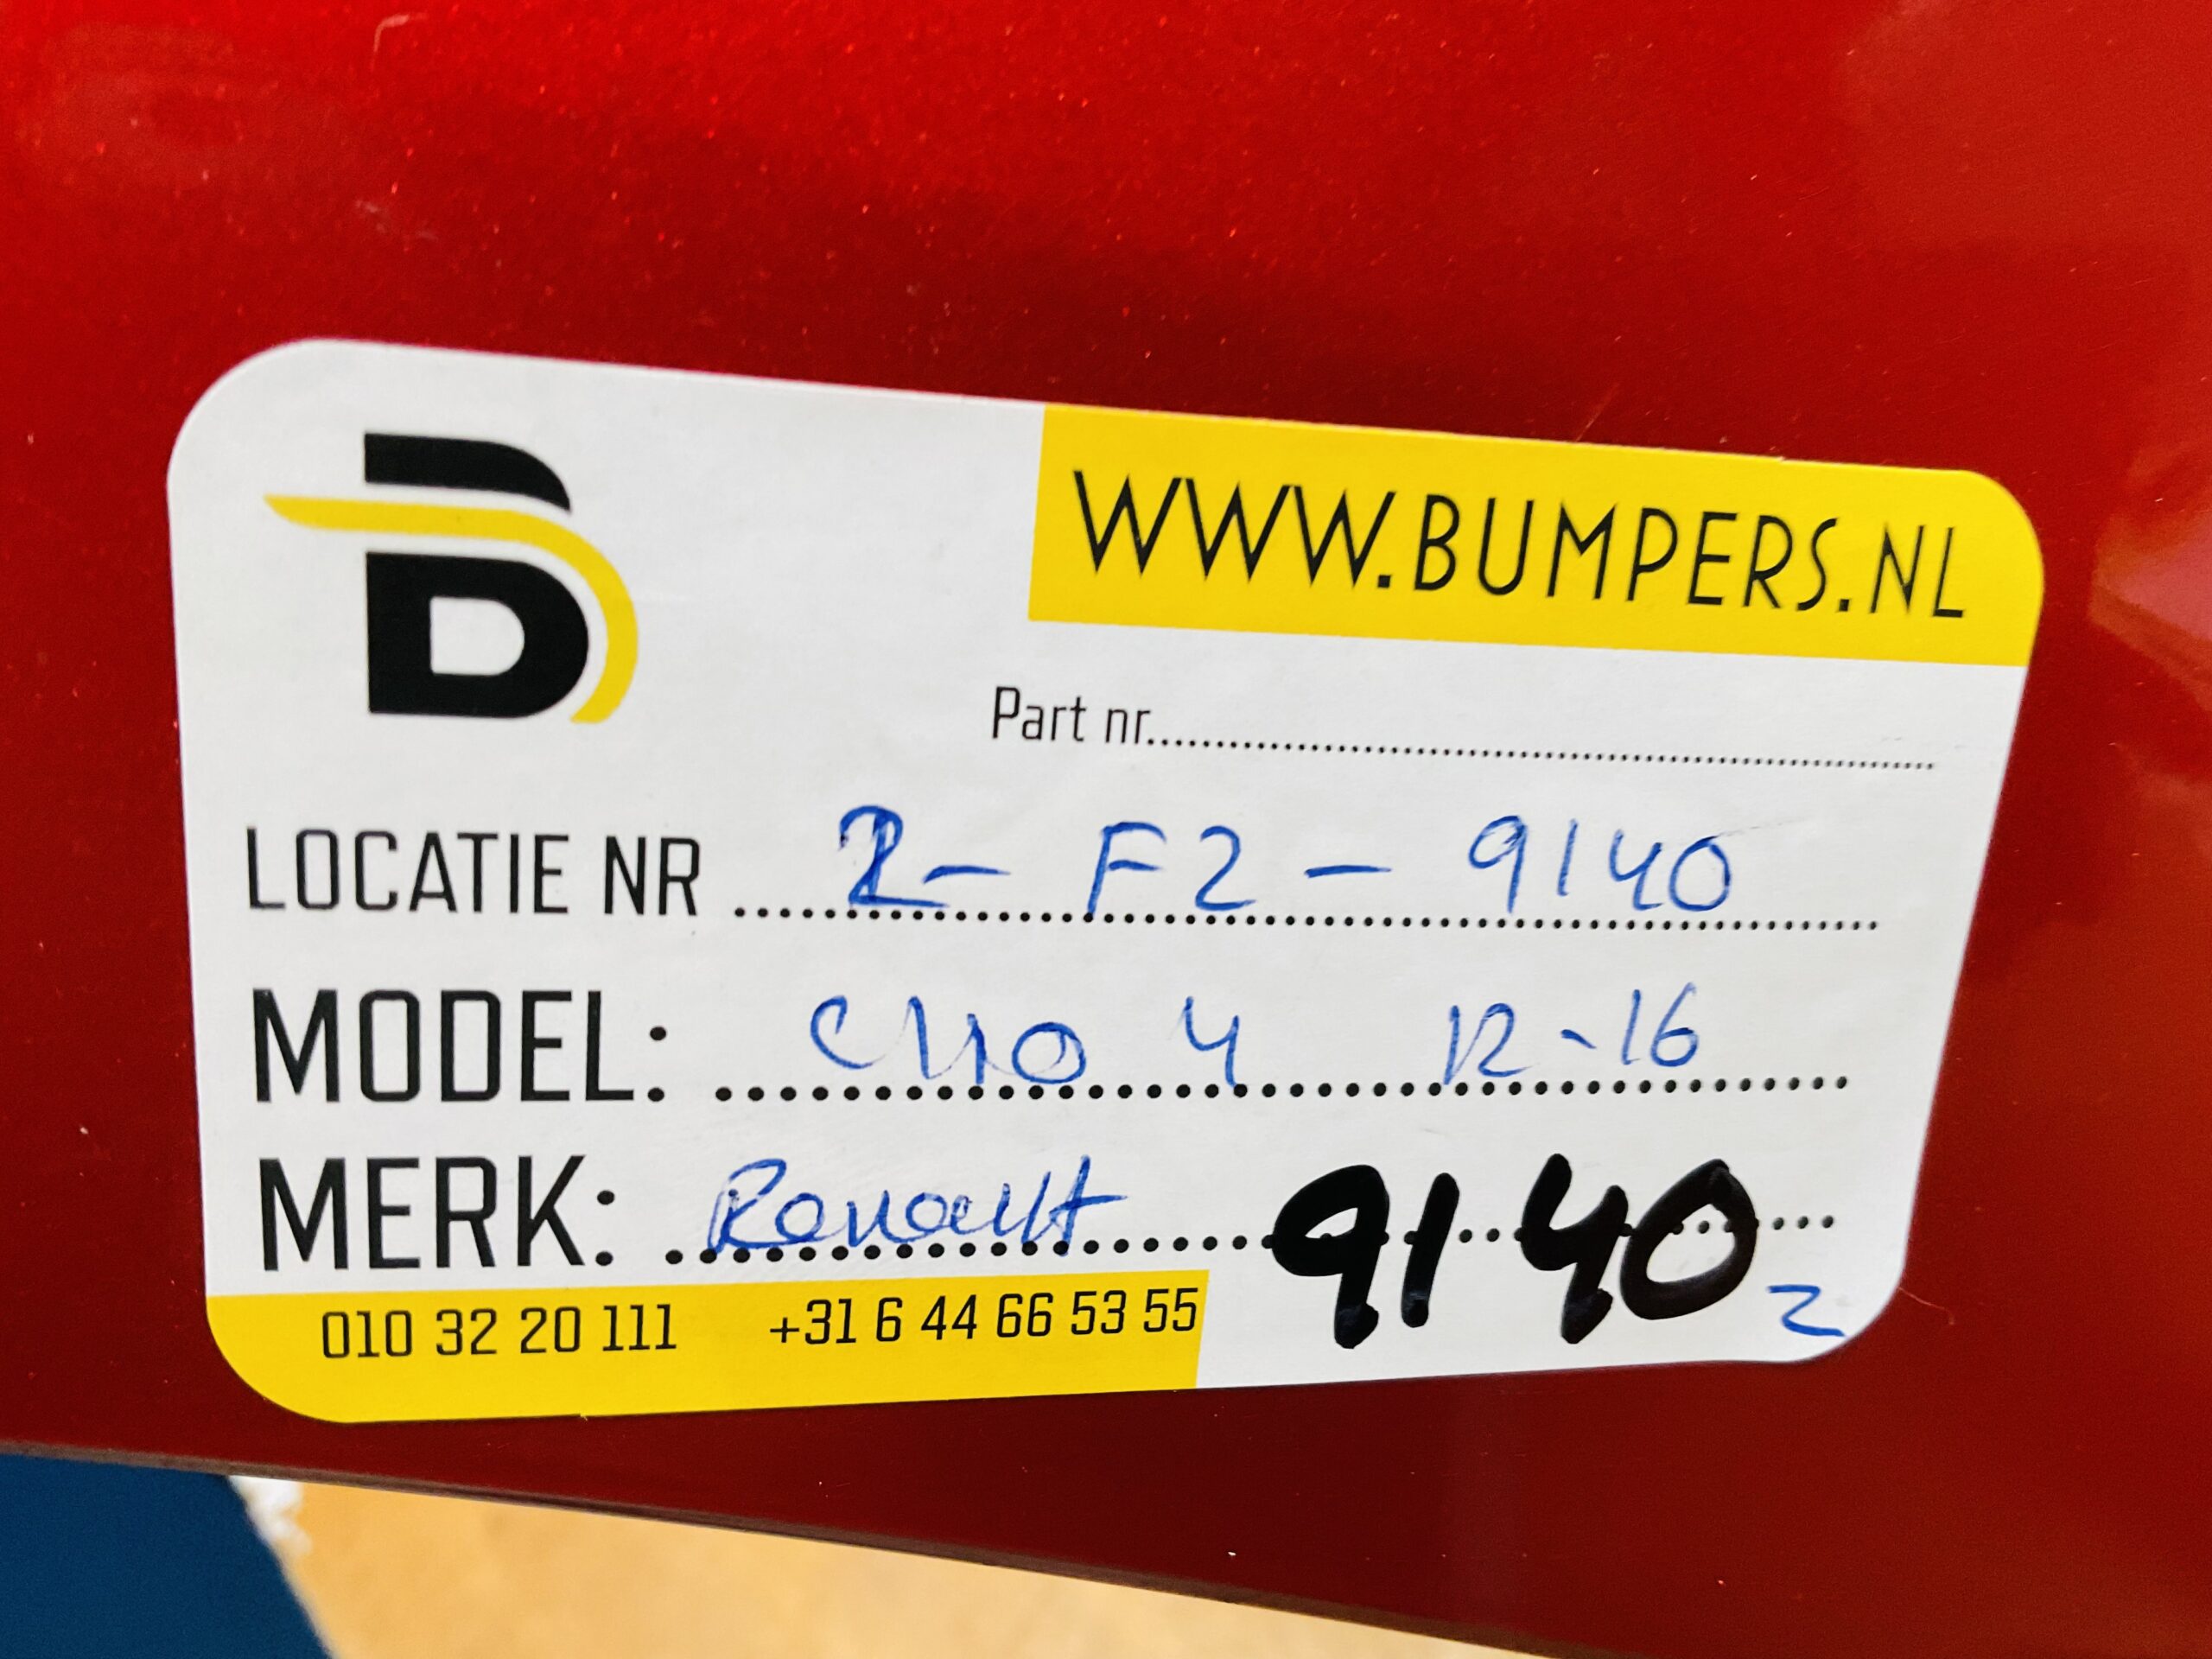 B
WWW.BUMPERS.NL
Part nr..............................
LOCATIE NR 2- F2 - 9140
MODEL: Clio 4 12-16
MERK: Renault 9140
2
010 32 20 111 +31 6 44 66 53 55